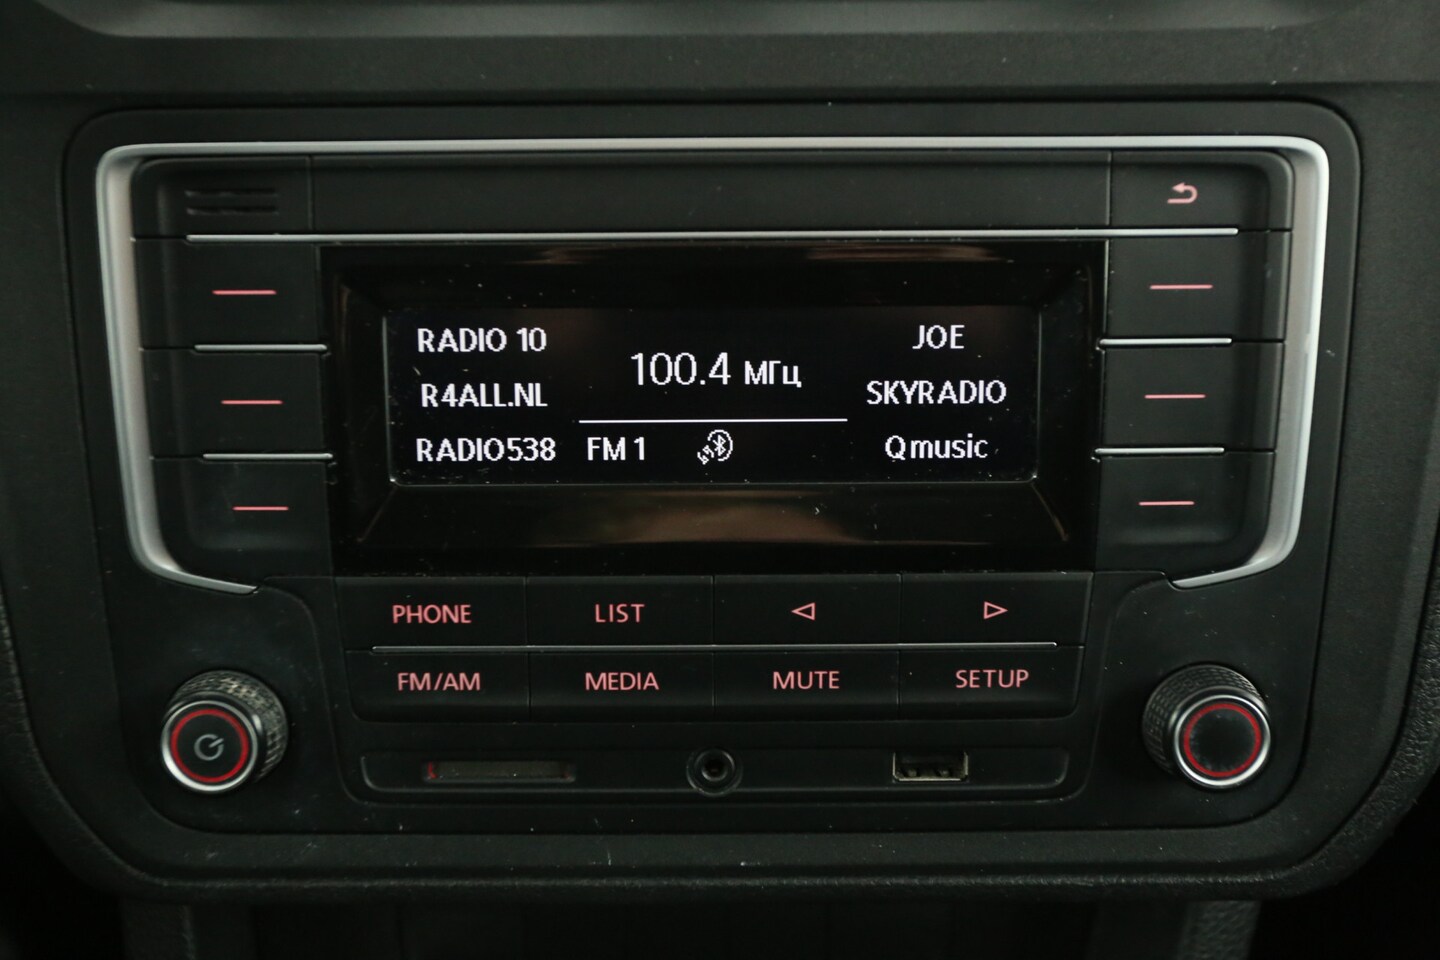 RADIO 10
R4ALL.NL
RADIO538
100.4 МГц
FM 1
JOE
SKYRADIO
Qmusic
PHONE
LIST
FM/AM
MEDIA
MUTE
SETUP